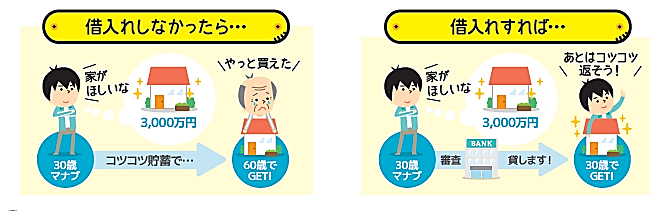 借入れしなかったら…
家が
ほしいな
3,000万円
やっと買えた
30歳
マナブ
コツコツ貯蓄で…
60歳で
GET!
借入れすれば…
家が
ほしいな
3,000万円
あとはコツコツ
返そう!
30歳
マナブ
審査
BANK
貸します!
30歳で
GET!